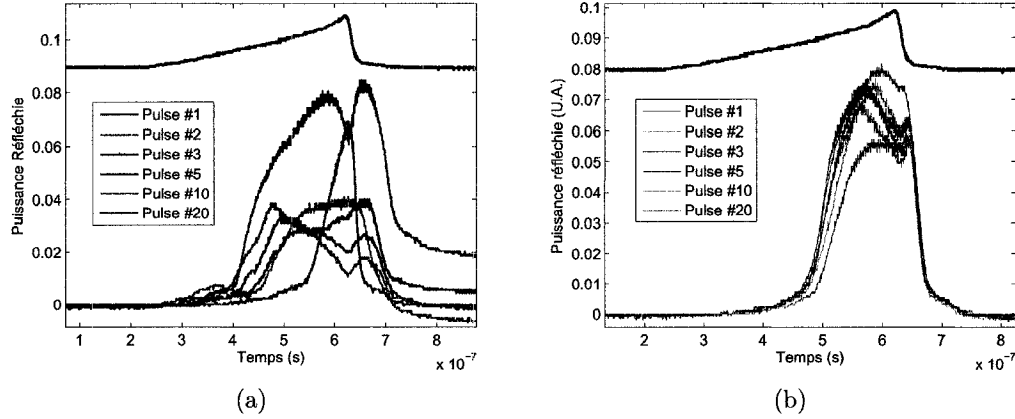 0.1
0.08
0.06
0.04
0.02
0
Puissance Réfléchie
Pulse #1
Pulse #2
Pulse #3
Pulse #5
Pulse #10
Pulse #20
1 2 3 4 5 6 7 8
Temps (s)
x 10⁻⁷
(a)
0.1
0.09
0.08
0.07
0.06
0.05
0.04
0.03
0.02
0.01
0
Puissance réfléchie (U.A.)
Pulse #1
Pulse #2
Pulse #3
Pulse #5
Pulse #10
Pulse #20
2 3 4 5 6 7 8
Temps (s)
x 10⁻⁷
(b)